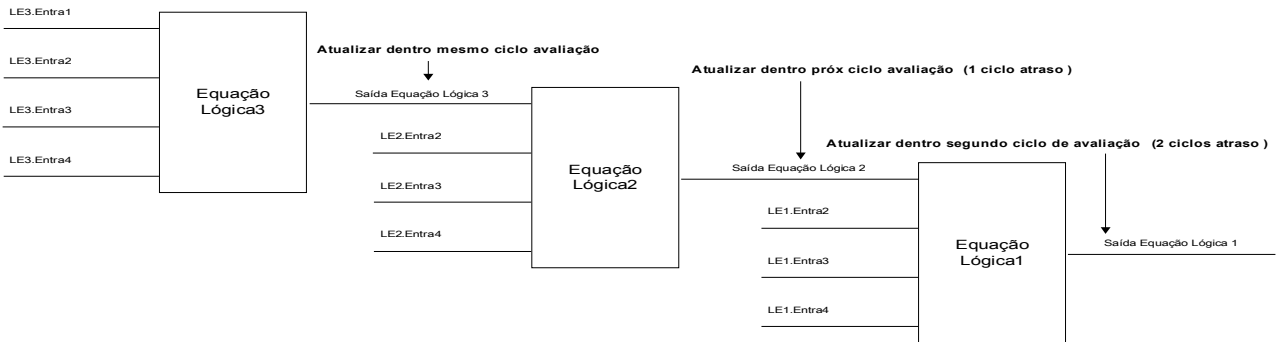 LE3.Entra1
LE3.Entra2
LE3.Entra3
LE3.Entra4
Equação
Lógica3
Atualizar dentro mesmo ciclo avaliação
Saída Equação Lógica 3
LE2.Entra2
LE2.Entra3
LE2.Entra4
Equação
Lógica2
Atualizar dentro próx ciclo avaliação (1 ciclo atraso )
Saída Equação Lógica 2
LE1.Entra2
LE1.Entra3
LE1.Entra4
Equação
Lógica1
Atualizar dentro segundo ciclo de avaliação (2 ciclos atraso )
Saída Equação Lógica 1